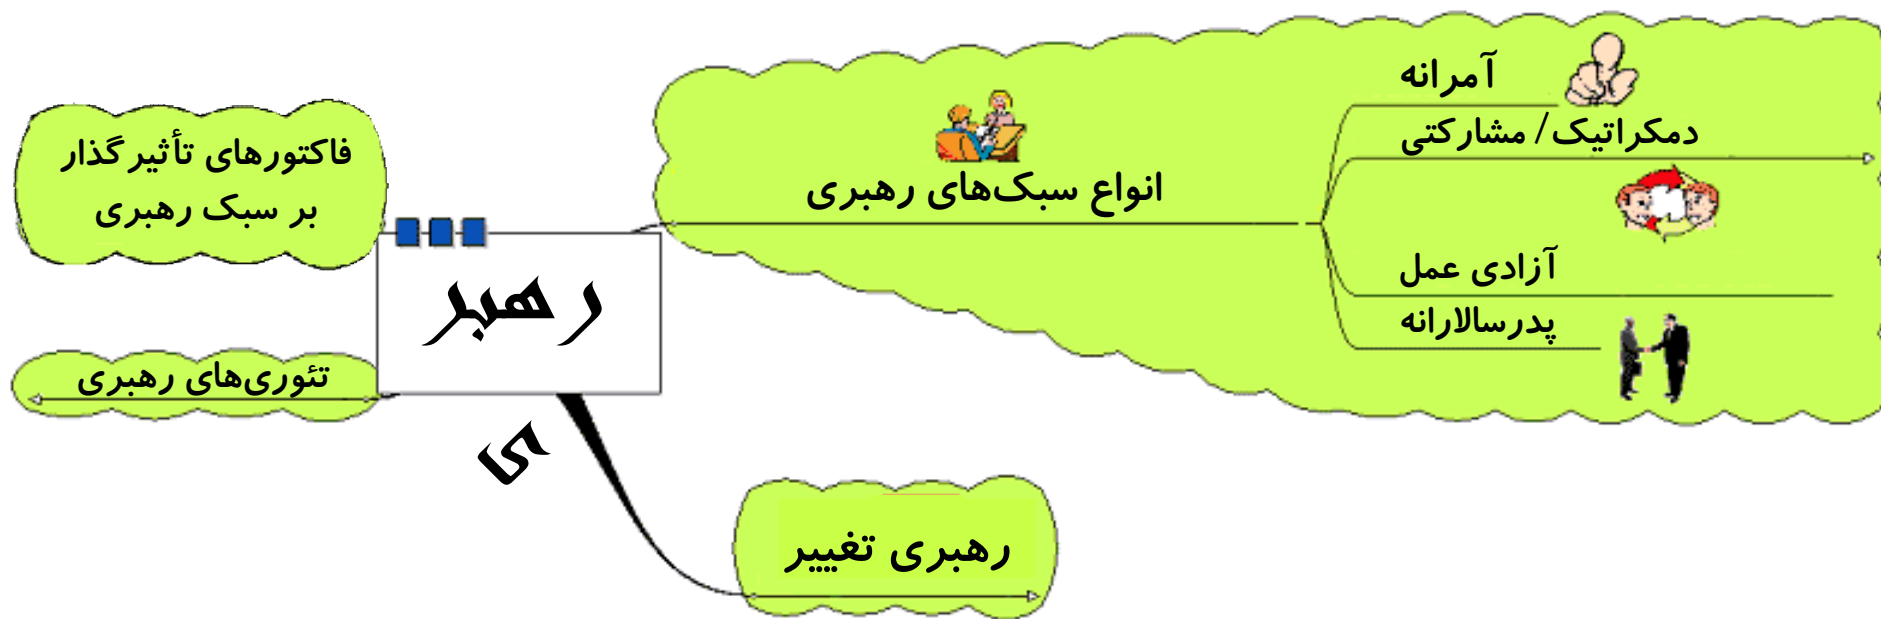 آمرانه
دمکراتیک/ مشارکتی
انواع سبک‌های رهبری
آزادی عمل
پدرسالارانه
فاکتورهای تأثیرگذار
بر سبک رهبری
رهبر
ی
تئوری‌های رهبری
رهبری تغییر